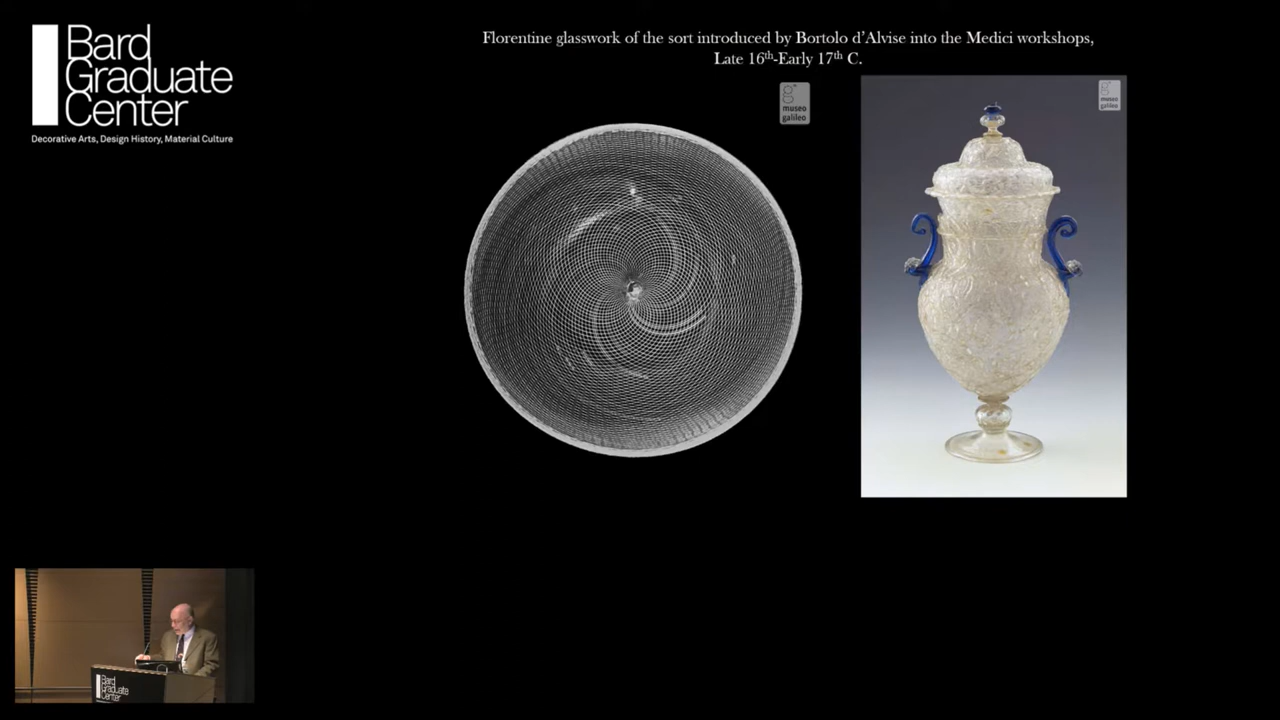 Bard
Graduate
Center
Decorative Arts, Design History, Material Culture
Florentine glasswork of the sort introduced by Bortolo d'Alvise into the Medici workshops,
Late 16th-Early 17th C.
museo
galileo
museo
galileo
Bard
Graduate
Center